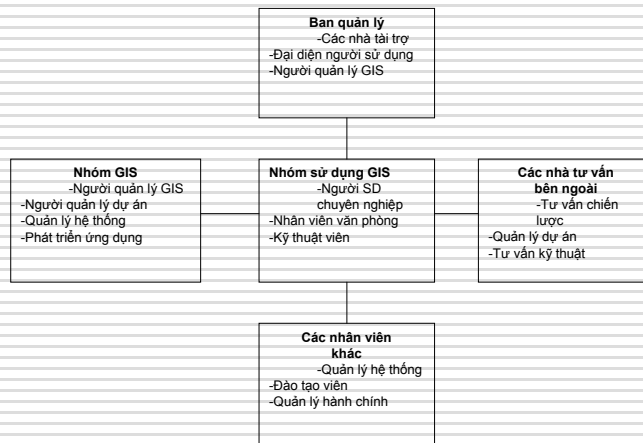 Ban quản lý
-Các nhà tài trợ
-Đại diện người sử dụng
-Người quản lý GIS
Nhóm GIS
-Người quản lý GIS
-Người quản lý dự án
-Quản lý hệ thống
-Phát triển ứng dụng
Nhóm sử dụng GIS
-Người SD
chuyên nghiệp
-Nhân viên văn phòng
-Kỹ thuật viên
Các nhà tư vấn
bên ngoài
-Tư vấn chiến
lược
-Quản lý dự án
-Tư vấn kỹ thuật
Các nhân viên
khác
-Quản lý hệ thống
-Đào tạo viên
-Quản lý hành chính